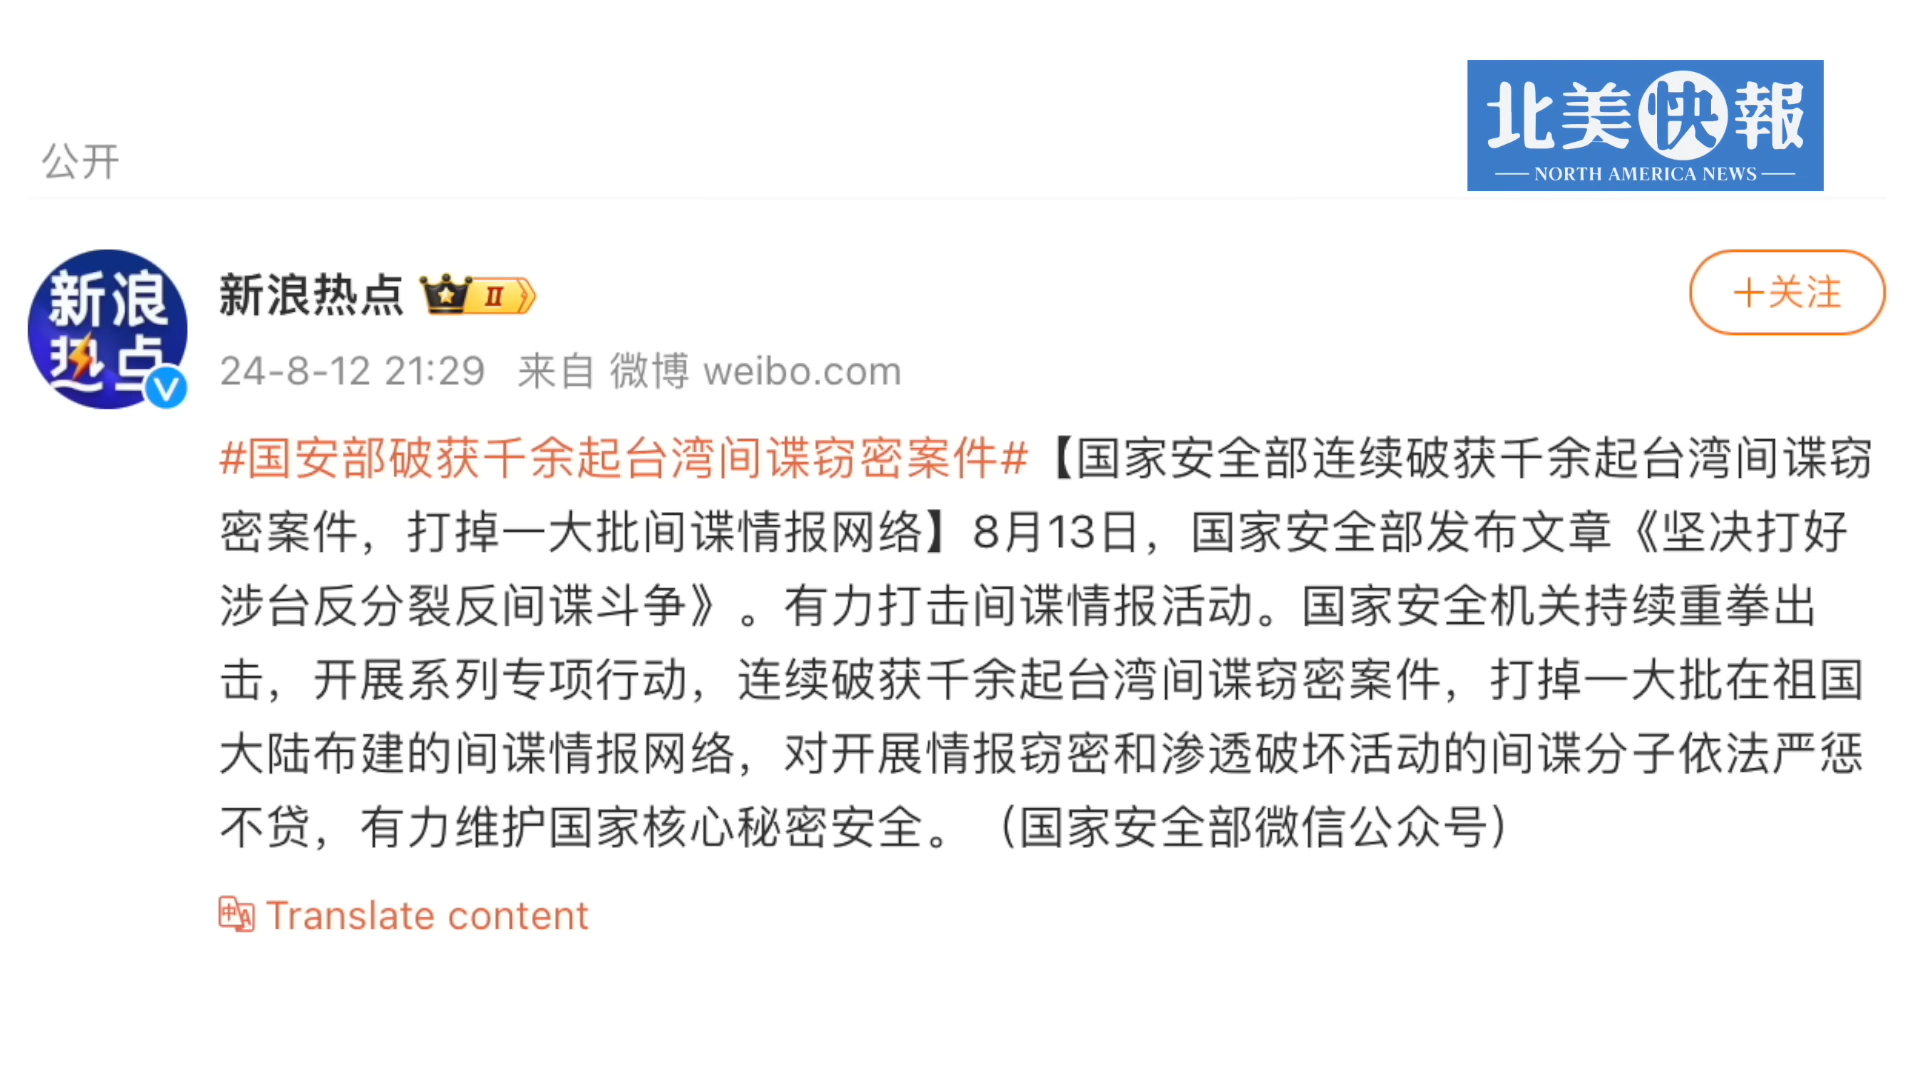 北美快報
NORTH AMERICA NEWS
公开
新浪热点
新浪热点 II
+关注
24-8-12 21:29 来自 微博 weibo.com
#国安部破获千余起台湾间谍窃密案件#【国家安全部连续破获千余起台湾间谍窃
密案件，打掉一大批间谍情报网络】8月13日，国家安全部发布文章《坚决打好
涉台反分裂反间谍斗争》。有力打击间谍情报活动。国家安全机关持续重拳出
击，开展系列专项行动，连续破获千余起台湾间谍窃密案件，打掉一大批在祖国
大陆布建的间谍情报网络，对开展情报窃密和渗透破坏活动的间谍分子依法严惩
不贷，有力维护国家核心秘密安全。（国家安全部微信公众号）
Translate content